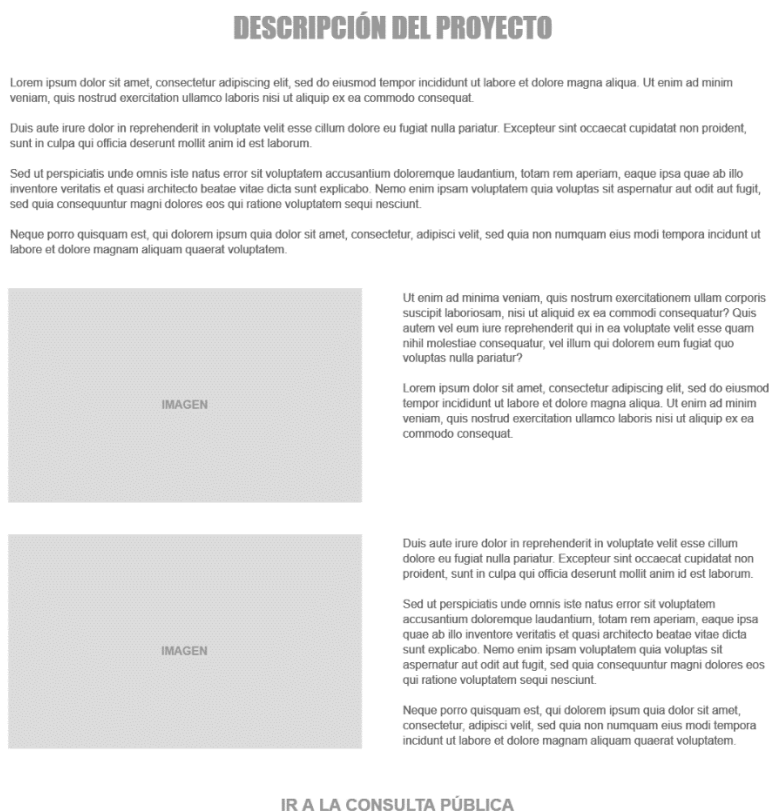 DESCRIPCIÓN DEL PROYECTO
Lorem ipsum dolor sit amet, consectetur adipiscing elit, sed do eiusmod tempor incididunt ut labore et dolore magna aliqua. Ut enim ad minim
veniam, quis nostrud exercitation ullamco laboris nisi ut aliquip ex ea commodo consequat.
Duis aute irure dolor in reprehenderit in voluptate velit esse cillum dolore eu fugiat nulla pariatur. Excepteur sint occaecat cupidatat non proident,
sunt in culpa qui officia deserunt mollit anim id est laborum.
Sed ut perspiciatis unde omnis iste natus error sit voluptatem accusantium doloremque laudantium, totam rem aperiam, eaque ipsa quae ab illo
inventore veritatis et quasi architecto beatae vitae dicta sunt explicabo. Nemo enim ipsam voluptatem quia voluptas sit aspernatur aut odit aut fugit,
sed quia consequuntur magni dolores eos qui ratione voluptatem sequi nesciunt.
Neque porro quisquam est, qui dolorem ipsum quia dolor sit amet, consectetur, adipisci velit, sed quia non numquam eius modi tempora incidunt ut
labore et dolore magnam aliquam quaerat voluptatem.
IMAGEN
Ut enim ad minima veniam, quis nostrum exercitationem ullam corporis
suscipit laboriosam, nisi ut aliquid ex ea commodi consequatur? Quis
autem vel eum iure reprehenderit qui in ea voluptate velit esse quam
nihil molestiae consequatur, vel illum qui dolorem eum fugiat quo
voluptas nulla pariatur?
Lorem ipsum dolor sit amet, consectetur adipiscing elit, sed do eiusmod
tempor incididunt ut labore et dolore magna aliqua. Ut enim ad minim
veniam, quis nostrud exercitation ullamco laboris nisi ut aliquip ex ea
commodo consequat.
IMAGEN
Duis aute irure dolor in reprehenderit in voluptate velit esse cillum
dolore eu fugiat nulla pariatur. Excepteur sint occaecat cupidatat non
proident, sunt in culpa qui officia deserunt mollit anim id est laborum.
Sed ut perspiciatis unde omnis iste natus error sit voluptatem
accusantium doloremque laudantium, totam rem aperiam, eaque ipsa
quae ab illo inventore veritatis et quasi architecto beatae vitae dicta
sunt explicabo. Nemo enim ipsam voluptatem quia voluptas sit
aspernatur aut odit aut fugit, sed quia consequuntur magni dolores eos
qui ratione voluptatem sequi nesciunt.
Neque porro quisquam est, qui dolorem ipsum quia dolor sit amet,
consectetur, adipisci velit, sed quia non numquam eius modi tempora
incidunt ut labore et dolore magnam aliquam quaerat voluptatem.
IR A LA CONSULTA PÚBLICA